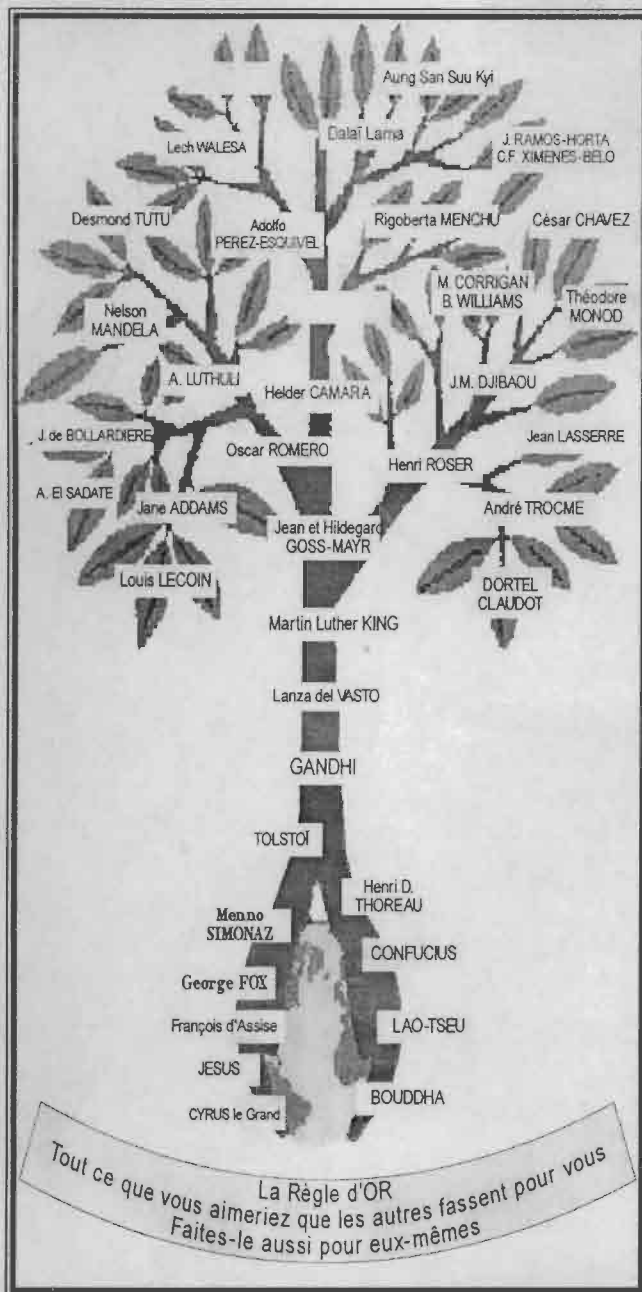 Aung San Suu Kyi
Lech WALESA
Dalaï Lama
J. RAMOS-HORTA
C.F. XIMENES-BELO
Desmond TUTU
Adolfo
PEREZ-ESQUIVEL
Rigoberta MENCHU
César CHAVEZ
M. CORRIGAN
B. WILLIAMS
Théodore
MONOD
Nelson
MANDELA
A. LUTHULI
Helder CAMARA
J.M. DJIBAOU
J. de BOLLARDIERE
Oscar ROMERO
Henri ROSER
Jean LASSERRE
A. El SADATE
Jane ADDAMS
Jean et Hildegard
GOSS-MAYR
André TROCME
Louis LECOIN
DORTEL
CLAUDOT
Martin Luther KING
Lanza del VASTO
GANDHI
TOLSTOÏ
Henri D.
THOREAU
Menno
SIMONAZ
CONFUCIUS
George FOX
François d'Assise
LAO-TSEU
JESUS
BOUDDHA
CYRUS le Grand
La Règle d'OR
Tout ce que vous aimeriez que les autres fassent pour vous
Faites-le aussi pour eux-mêmes